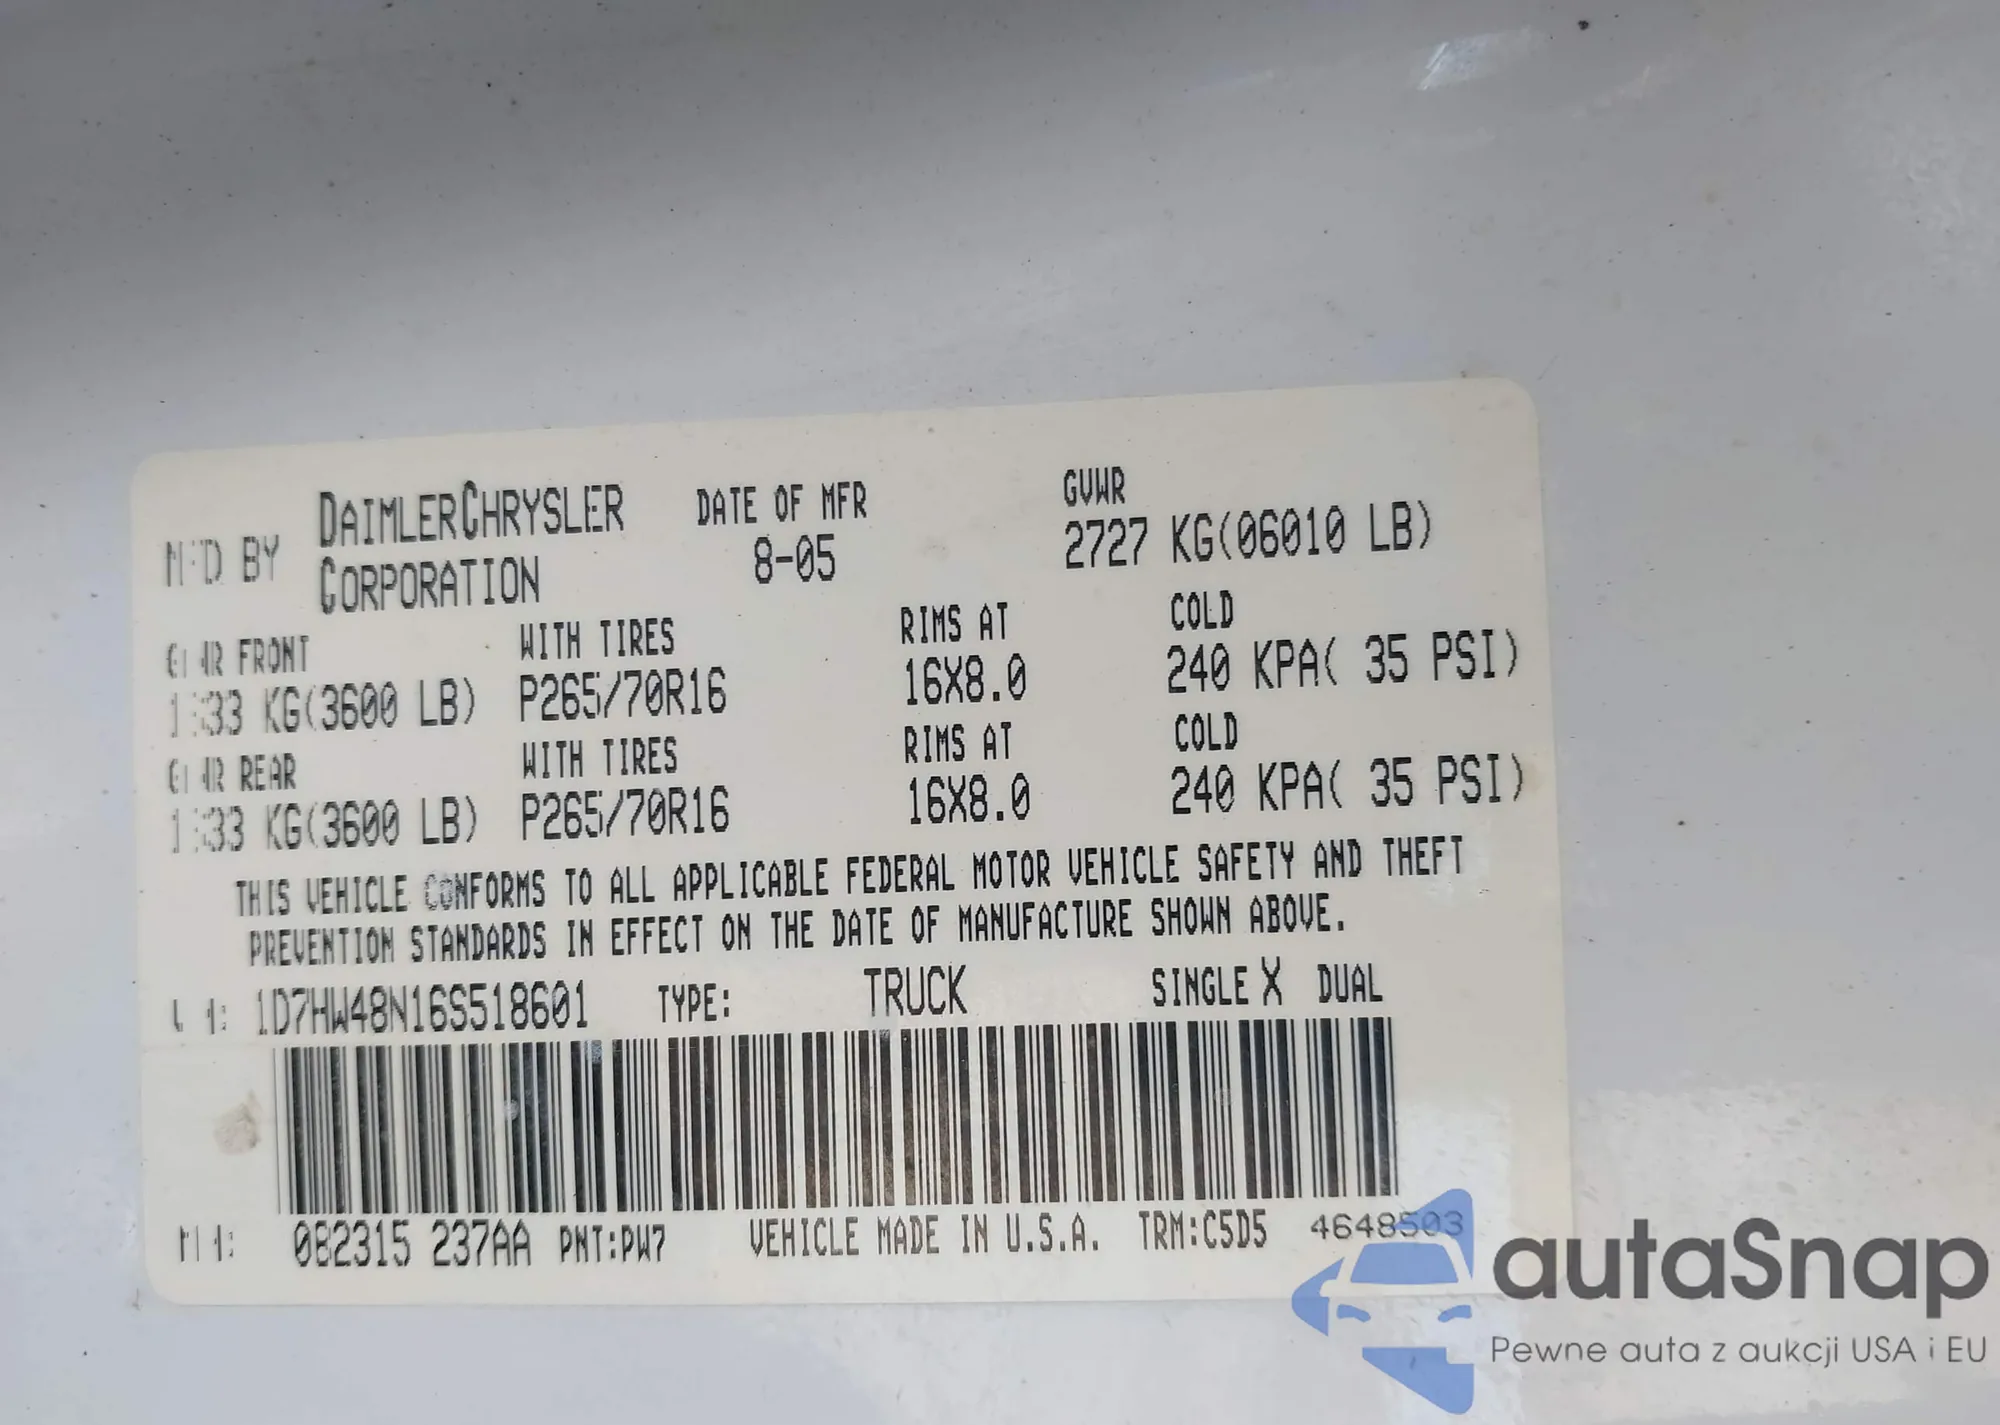 BY DAIMLERCHRYSLER CORPORATION DATE OF MFR 8-05 GVWR 2727 KG(06010 LB)
FRONT WITH TIRES RIMS AT COLD
KG(3600 LB) P265/70R16 16X8.0 240 KPA( 35 PSI)
REAR WITH TIRES RIMS AT COLD
KG(3600 LB) P265/70R16 16X8.0 240 KPA( 35 PSI)
THIS VEHICLE CONFORMS TO ALL APPLICABLE FEDERAL MOTOR VEHICLE SAFETY AND THEFT
PREVENTION STANDARDS IN EFFECT ON THE DATE OF MANUFACTURE SHOWN ABOVE.
1D7HW48N16S518601 TYPE: TRUCK SINGLE X DUAL
082315 237AA PNT:PW7 VEHICLE MADE IN U.S.A. TRM:C5D5 4648503
autaSnap
Pewne auta z aukcji USA i EU